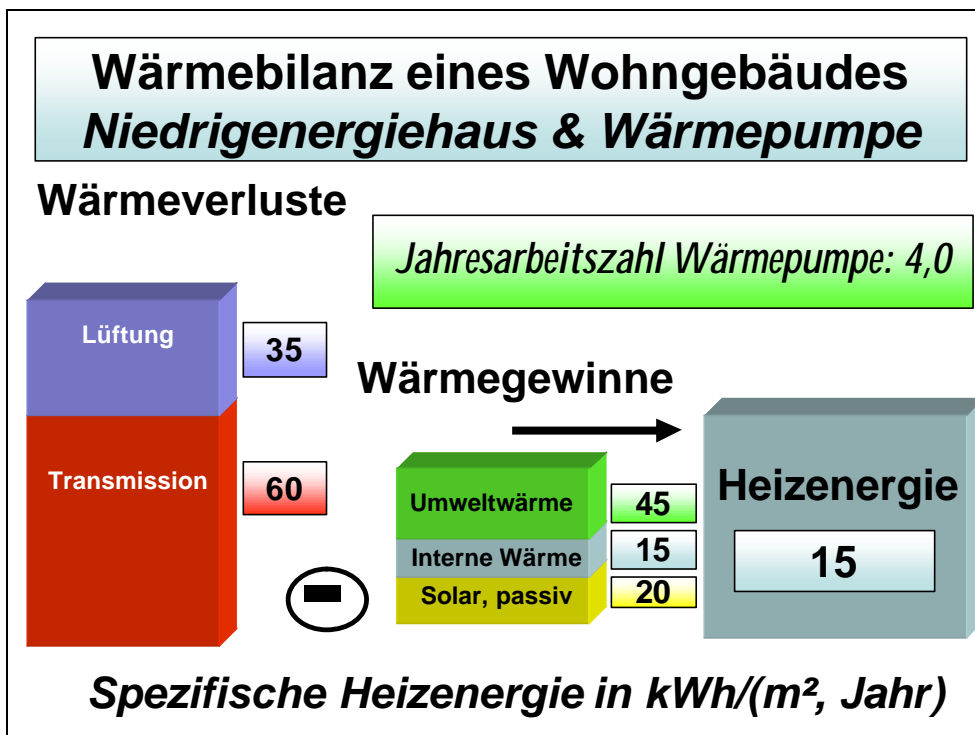 Wärmebilanz eines Wohngebäudes
Niedrigenergiehaus & Wärmepumpe
Wärmeverluste
Jahresarbeitszahl Wärmepumpe: 4,0
Lüftung
35
Transmission
60
Wärmegewinne
Umweltwärme
45
Interne Wärme
15
Solar, passiv
20
Heizenergie
15
Spezifische Heizenergie in kWh/(m², Jahr)